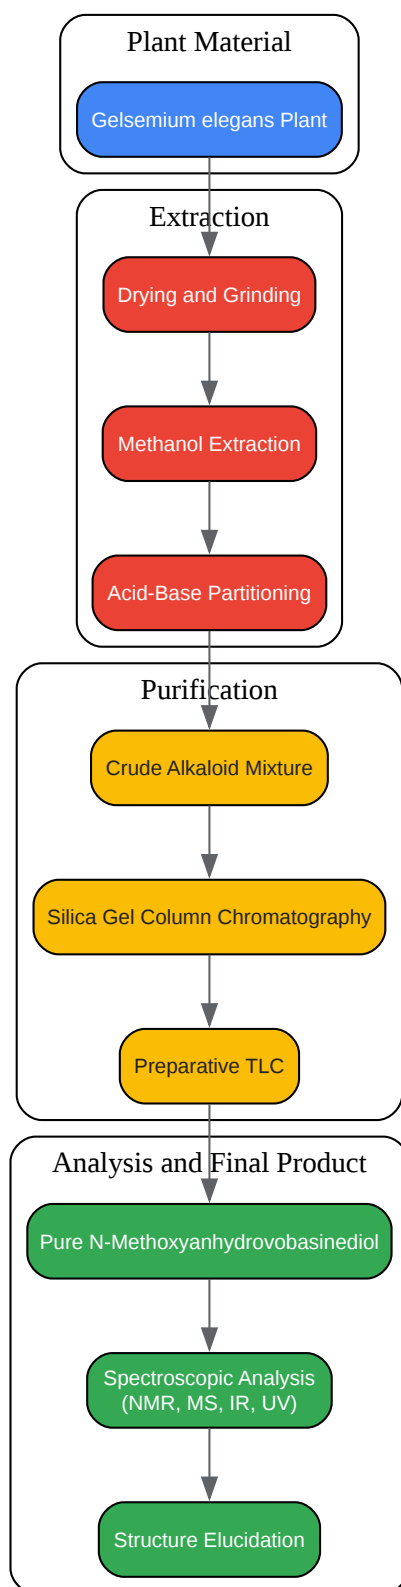 Plant Material
Gelsemium elegans Plant
Extraction
Drying and Grinding
Methanol Extraction
Acid-Base Partitioning
Purification
Crude Alkaloid Mixture
Silica Gel Column Chromatography
Preparative TLC
Analysis and Final Product
Pure N-Methoxyanhydrovobasinediol
Spectroscopic Analysis
(NMR, MS, IR, UV)
Structure Elucidation